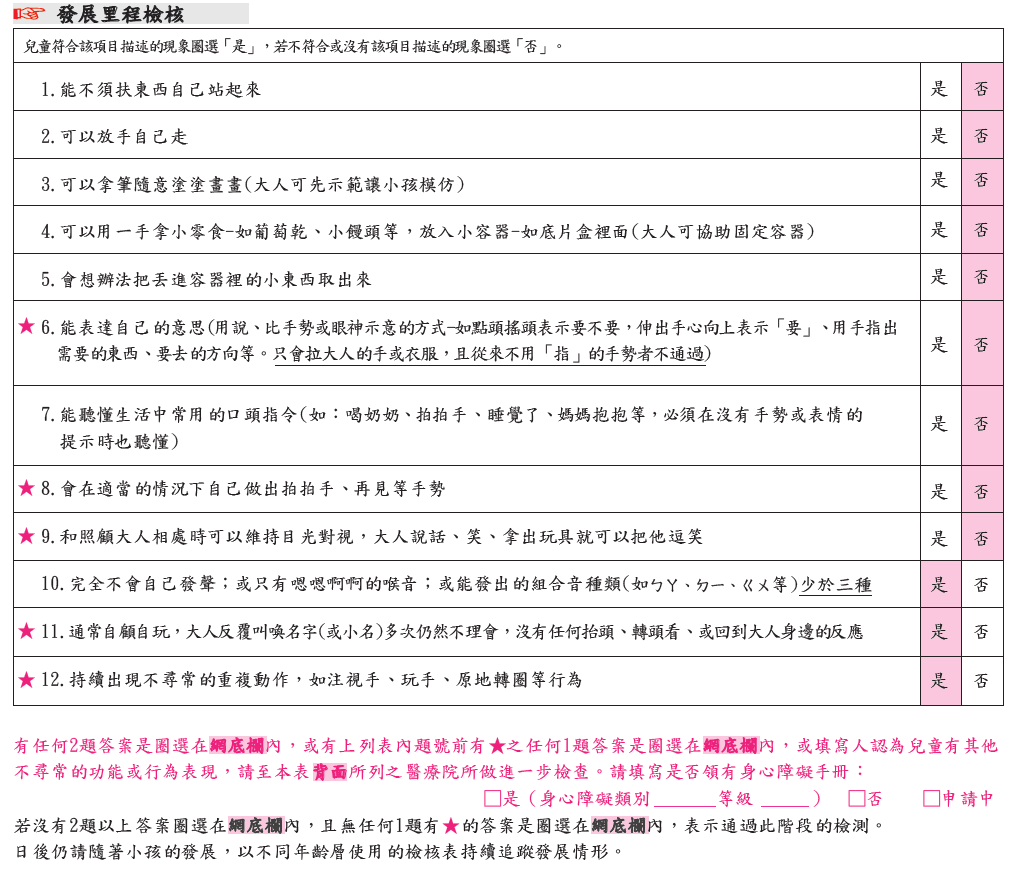 ☞ 發展里程檢核
兒童符合該項目描述的現象圈選「是」，若不符合或沒有該項目描述的現象圈選「否」。
1.能不須扶東西自己站起來 是 否
2.可以放手自己走 是 否
3.可以拿筆隨意塗塗畫畫(大人可先示範讓小孩模仿) 是 否
4.可以用一手拿小零食-如葡萄乾、小饅頭等，放入小容器-如底片盒裡面(大人可協助固定容器) 是 否
5.會想辦法把丟進容器裡的小東西取出來 是 否
★ 6.能表達自己的意思(用說、比手勢或眼神示意的方式-如點頭搖頭表示要不要，伸出手心向上表示「要」、用手指出
需要的東西、要去的方向等。只會拉大人的手或衣服，且從來不用「指」的手勢者不通過) 是 否
7.能聽懂生活中常用的口頭指令(如：喝奶奶、拍拍手、睡覺了、媽媽抱抱等，必須在沒有手勢或表情的
提示時也聽懂) 是 否
★ 8.會在適當的情況下自己做出拍拍手、再見等手勢 是 否
★ 9.和照顧大人相處時可以維持目光對視，大人說話、笑、拿出玩具就可以把他逗笑 是 否
10.完全不會自己發聲；或只有嗯嗯啊啊的喉音；或能發出的組合音種類(如ㄅㄚ、ㄉㄧ、ㄍㄨ等)少於三種 是 否
★ 11.通常自顧自玩，大人反覆叫喚名字(或小名)多次仍然不理會，沒有任何抬頭、轉頭看、或回到大人身邊的反應 是 否
★ 12.持續出現不尋常的重複動作，如注視手、玩手、原地轉圈等行為 是 否
有任何2題答案是圈選在網底欄內，或有上列表內題號前有★之任何1題答案是圈選在網底欄內，或填寫人認為兒童有其他
不尋常的功能或行為表現，請至本表背面所列之醫療院所做進一步檢查。請填寫是否領有身心障礙手冊：
□是（身心障礙類別______等級 _____） □否 □申請中
若沒有2題以上答案圈選在網底欄內，且無任何1題有★的答案是圈選在網底欄內，表示通過此階段的檢測。
日後仍請隨著小孩的發展，以不同年齡層使用的檢核表持續追蹤發展情形。